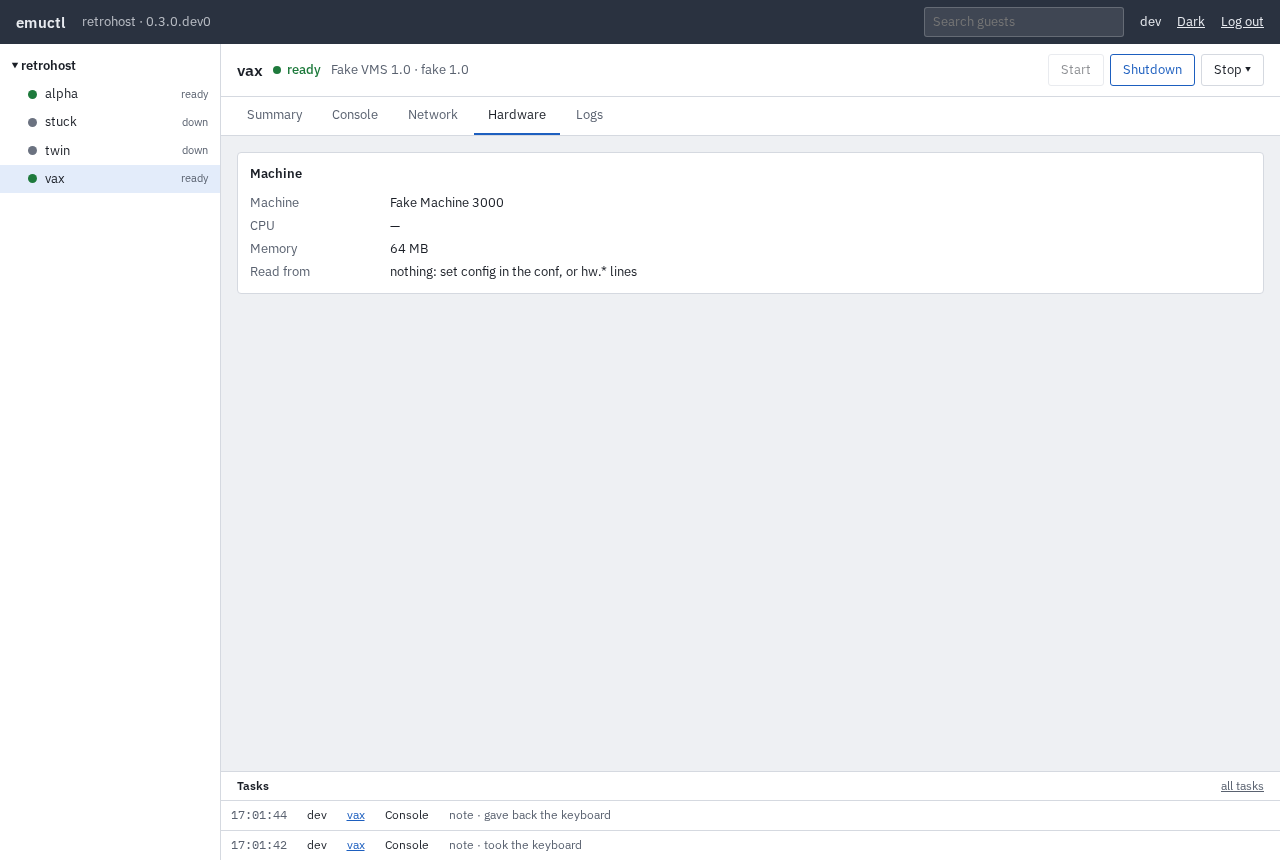 emuctl retrohost · 0.3.0.dev0 Search guests dev Dark Log out
retrohost
alpha ready
stuck down
twin down
vax ready
vax ready Fake VMS 1.0 · fake 1.0 Start Shutdown Stop
Summary Console Network Hardware Logs
Machine
Machine Fake Machine 3000
CPU —
Memory 64 MB
Read from nothing: set config in the conf, or hw.* lines
Tasks all tasks
17:01:44 dev vax Console note · gave back the keyboard
17:01:42 dev vax Console note · took the keyboard